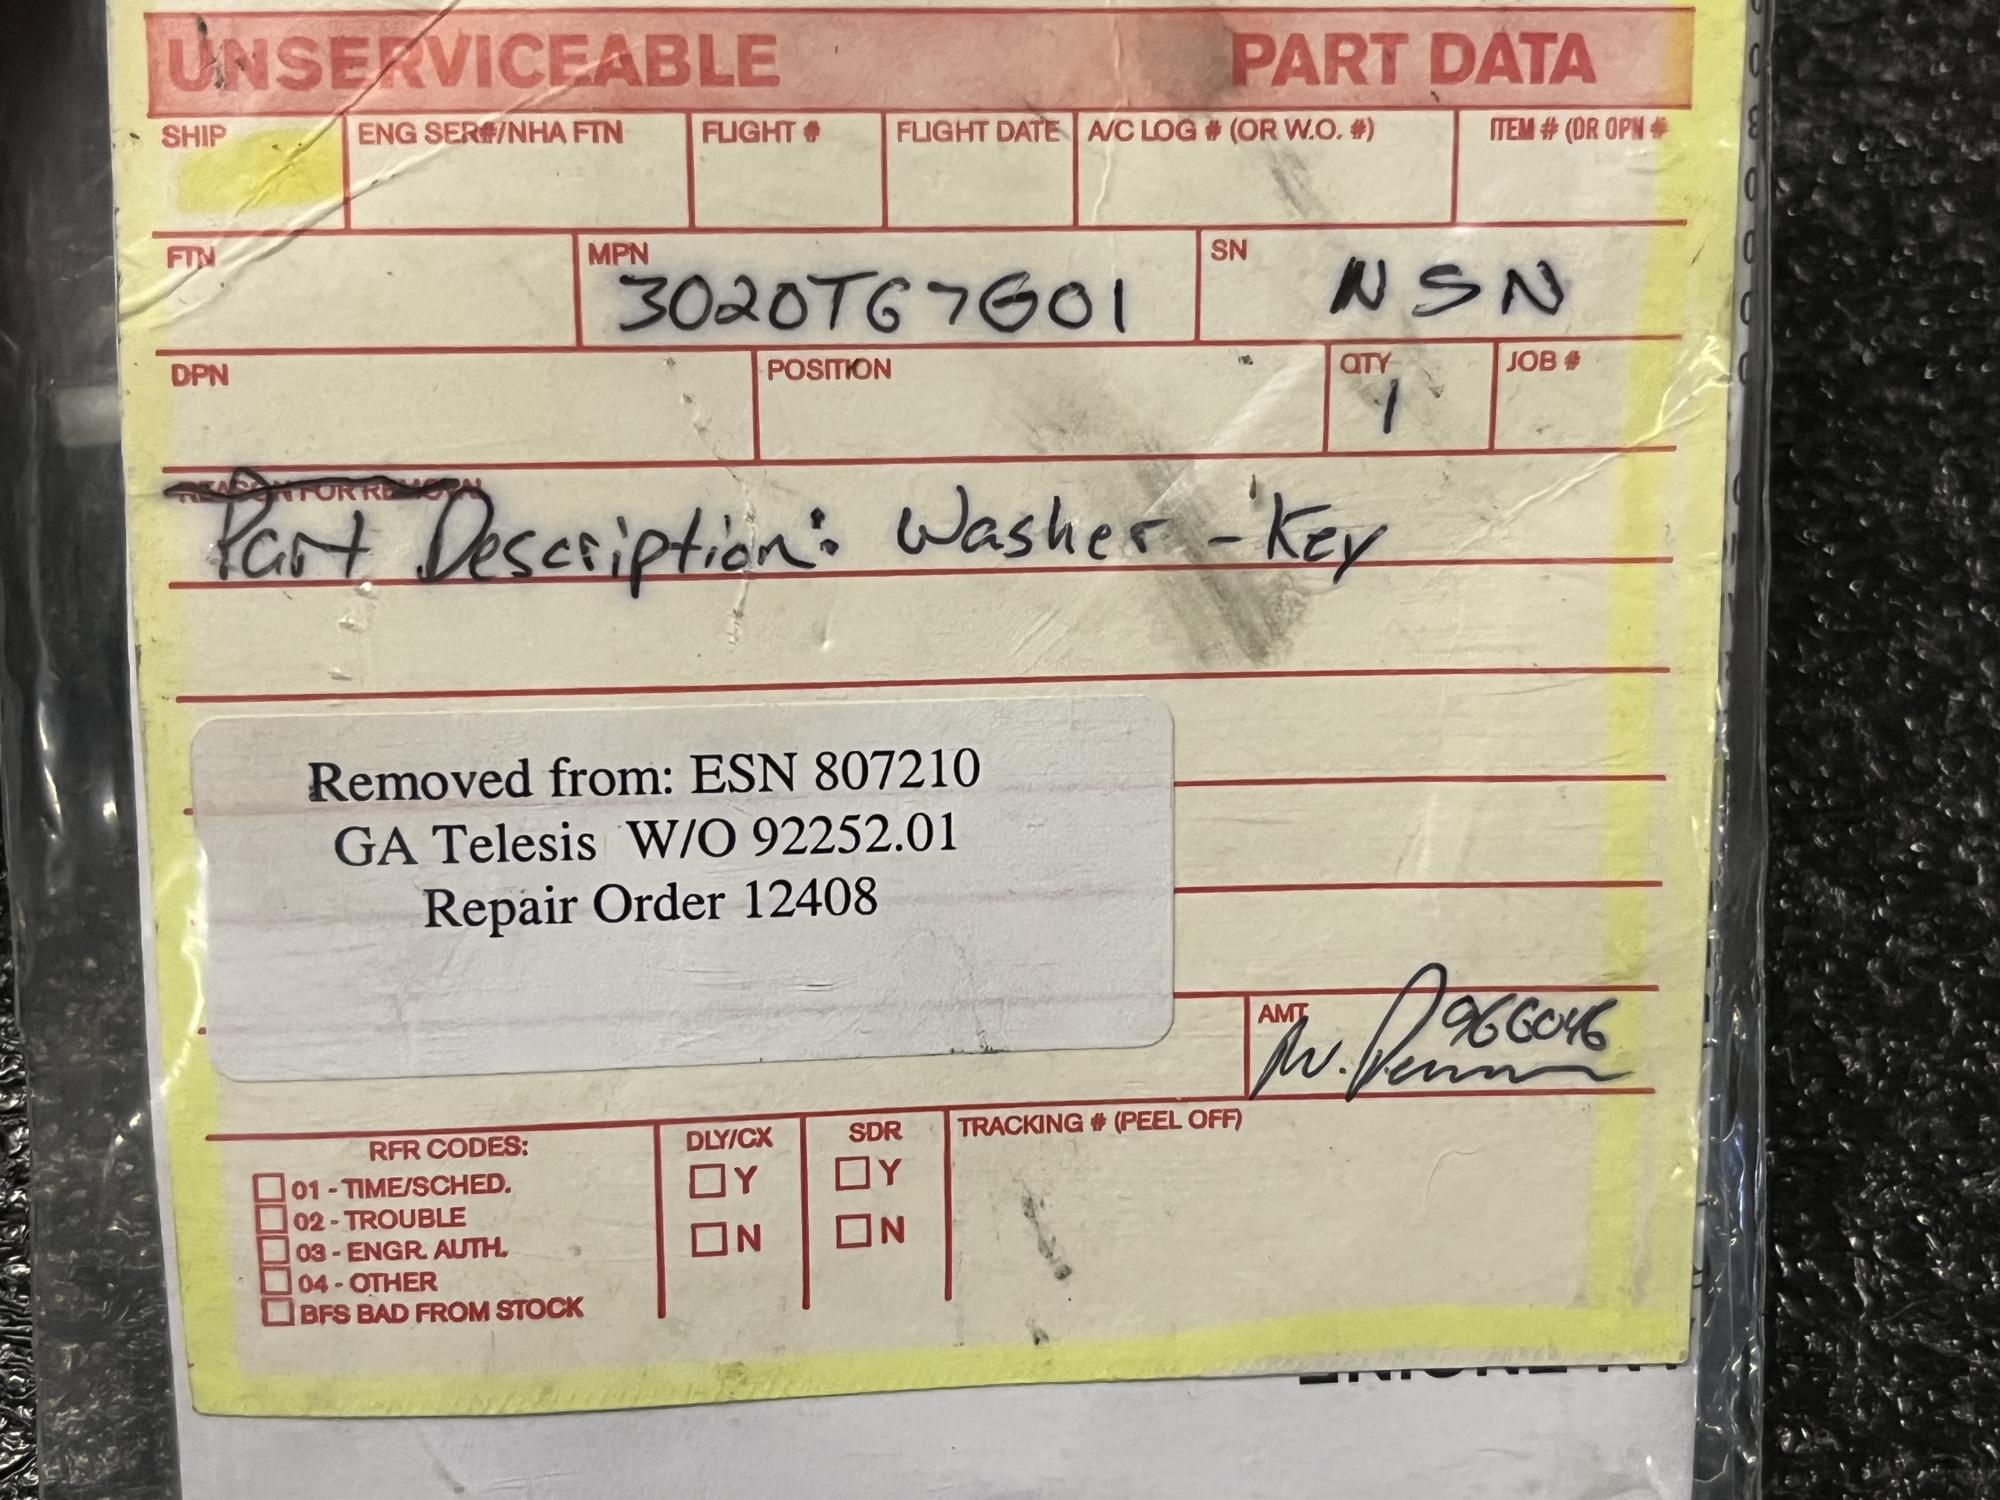 UNSERVICEABLE PART DATA
SHIP ENG SER#/NHA FTN FLIGHT # FLIGHT DATE A/C LOG # (OR W.O. #) ITEM # (OR OPN #
FTN MPN SN
3020T67G01 NSN
DPN POSITION QTY JOB #
1
REASON FOR REMOVAL
Part Description: Washer - Key
Removed from: ESN 807210
GA Telesis W/O 92252.01
Repair Order 12408
AMT
966046
RFR CODES: DLY/CX SDR TRACKING # (PEEL OFF)
01 - TIME/SCHED. Y Y
02 - TROUBLE
03 - ENGR. AUTH. N N
04 - OTHER
BFS BAD FROM STOCK